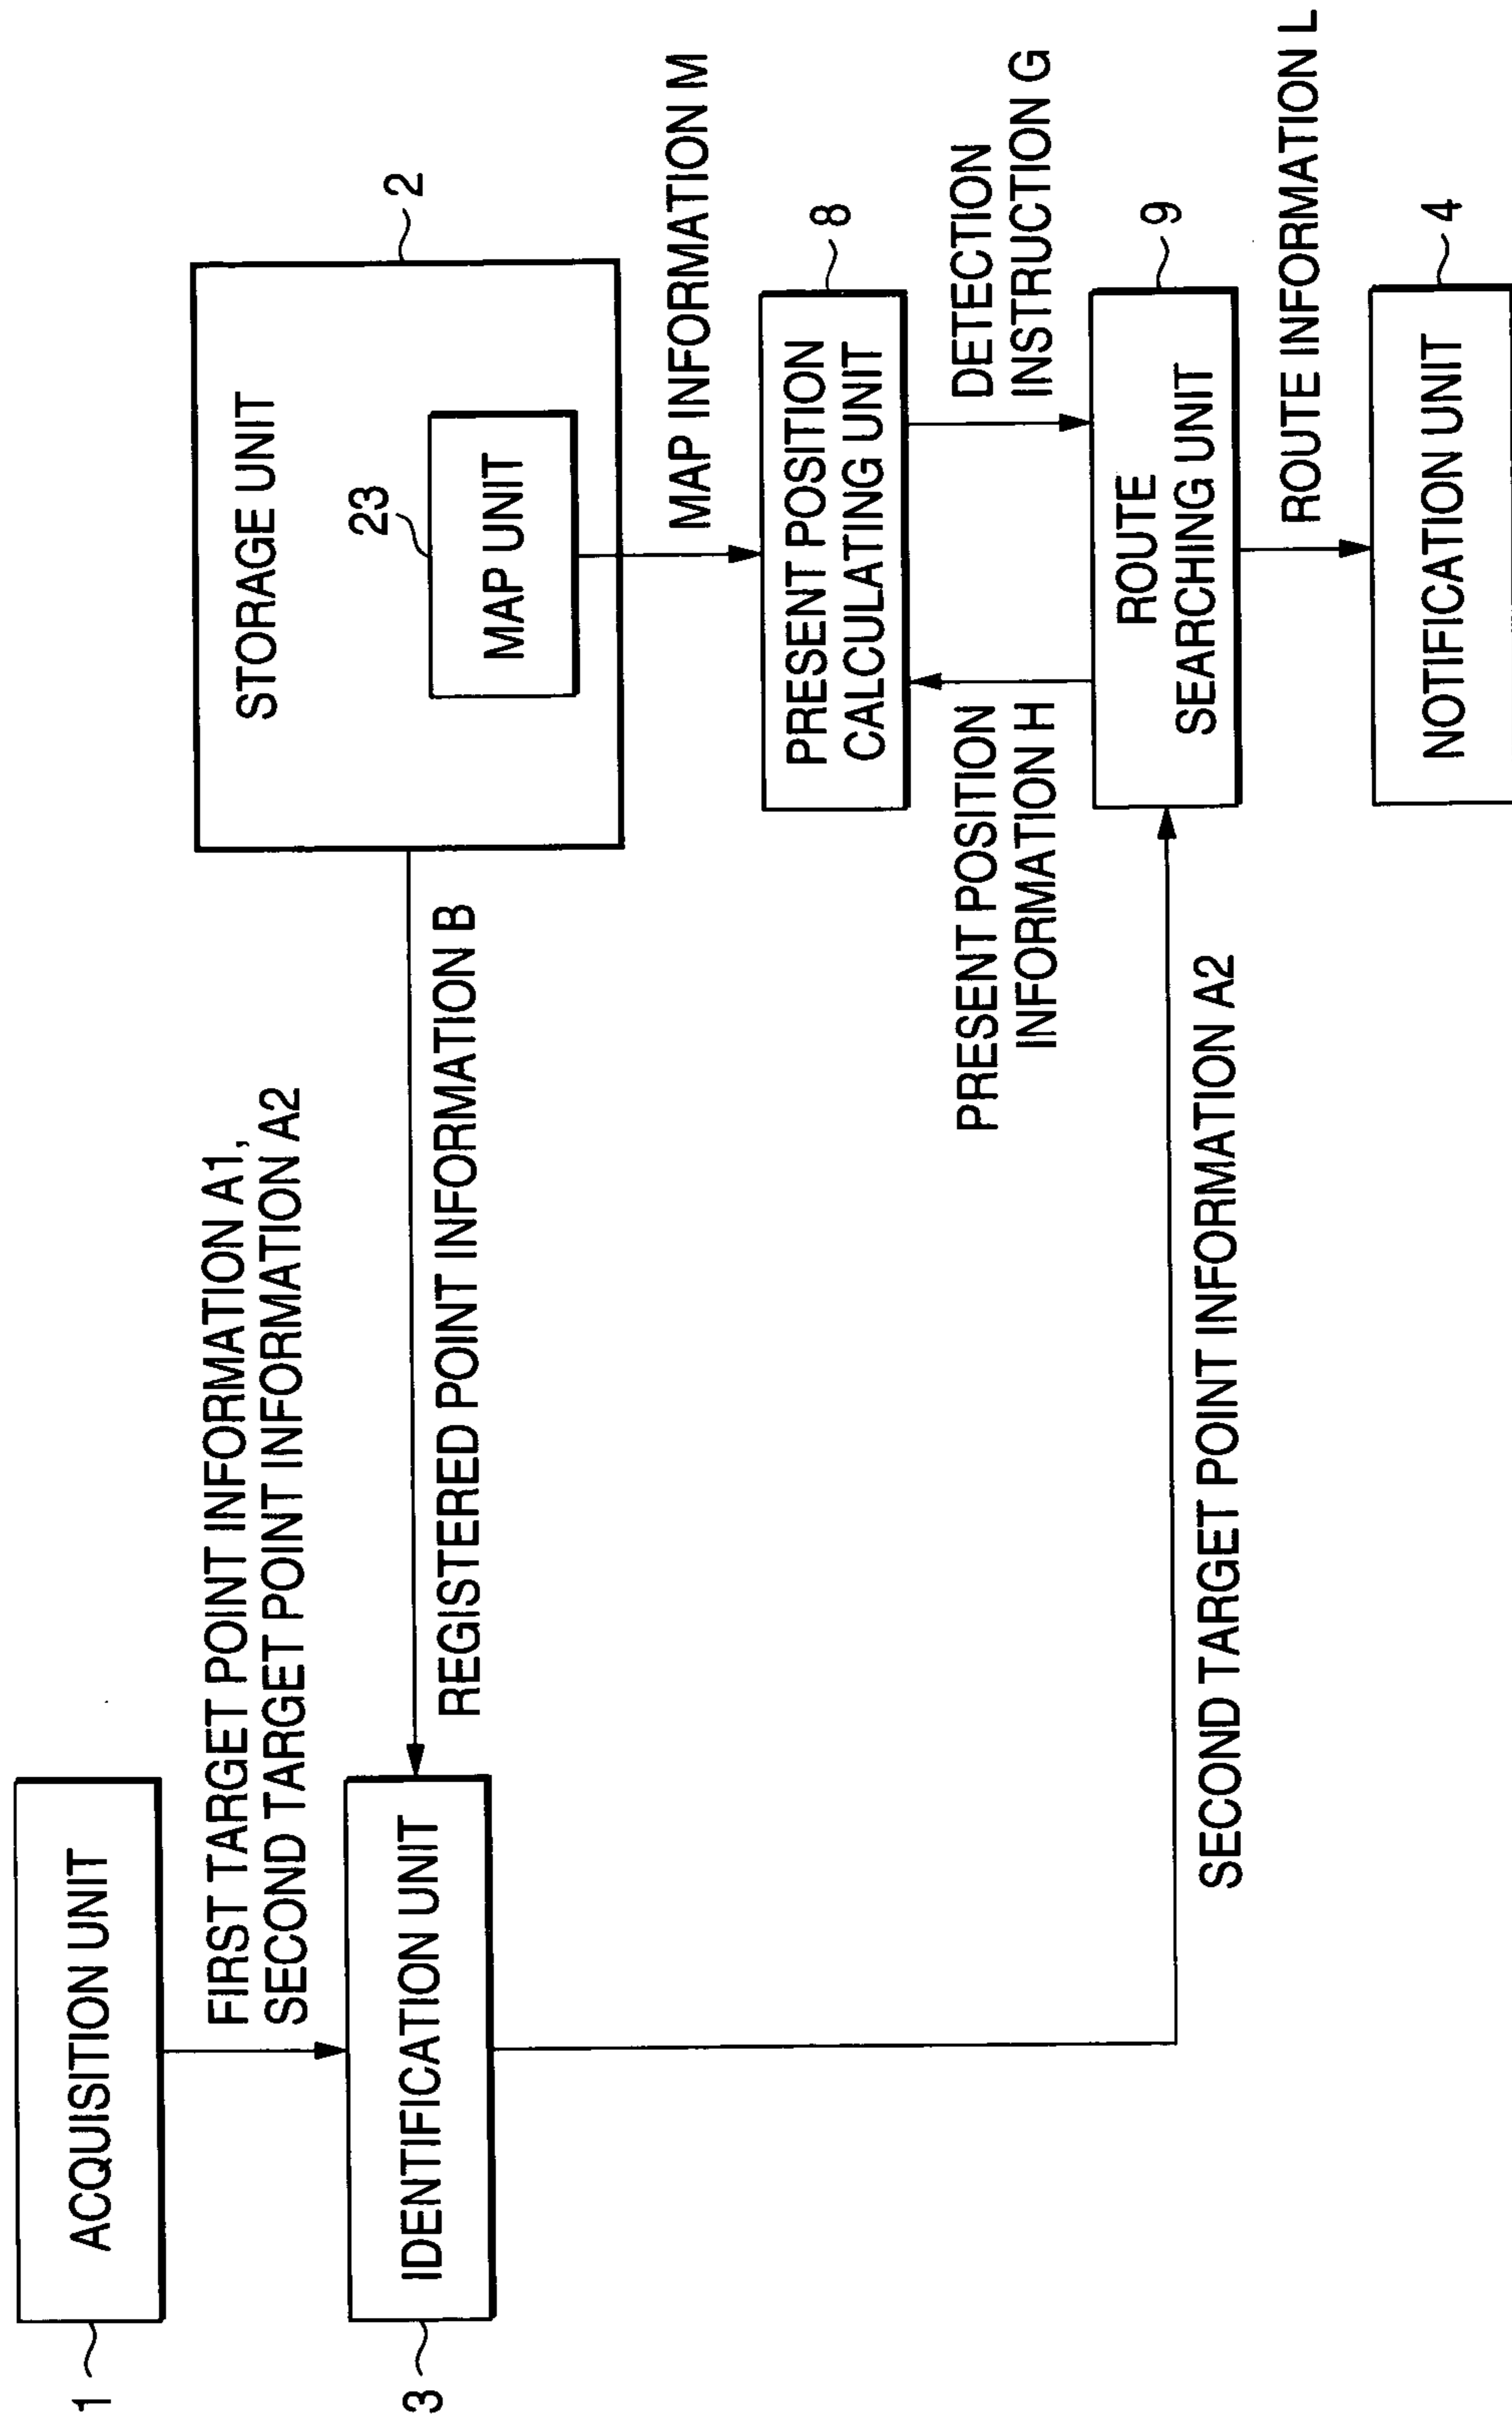 1
ACQUISITION UNIT
FIRST TARGET POINT INFORMATION A1,
SECOND TARGET POINT INFORMATION A2
3
IDENTIFICATION UNIT
REGISTERED POINT INFORMATION B
STORAGE UNIT
2
23
MAP UNIT
MAP INFORMATION M
PRESENT POSITION
CALCULATING UNIT
8
PRESENT POSITION
INFORMATION H
DETECTION
INSTRUCTION G
ROUTE
SEARCHING UNIT
9
SECOND TARGET POINT INFORMATION A2
ROUTE INFORMATION L
NOTIFICATION UNIT
4